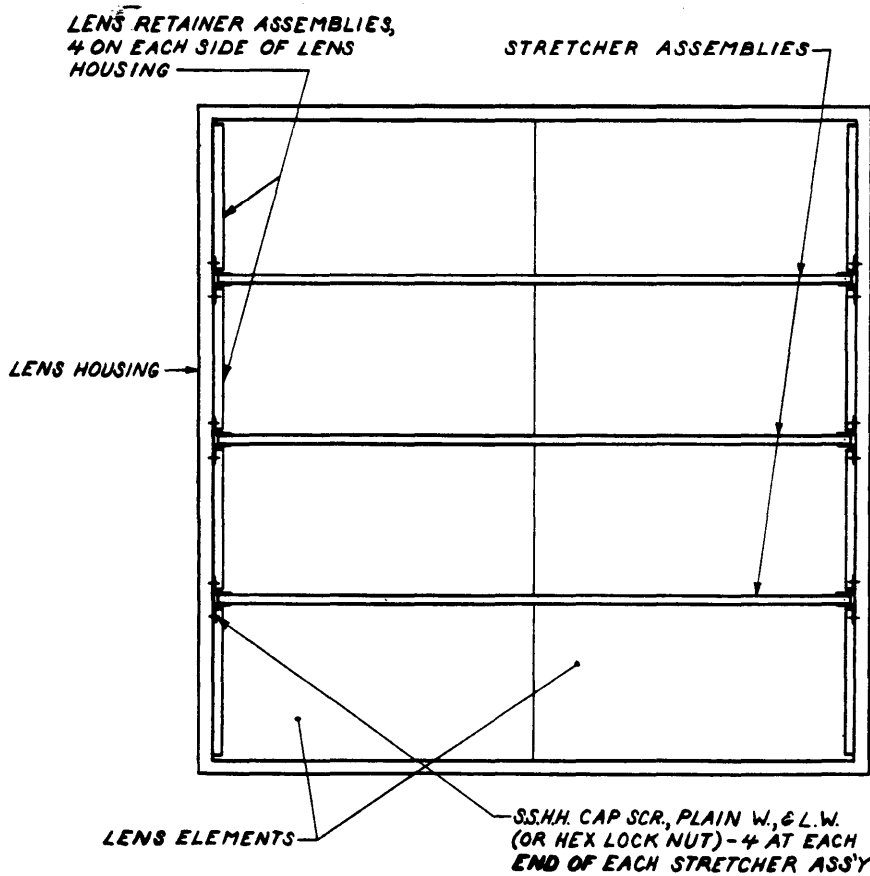 LENS RETAINER ASSEMBLIES,
4 ON EACH SIDE OF LENS
HOUSING
STRETCHER ASSEMBLIES
LENS HOUSING
LENS ELEMENTS
S.S.H.H. CAP SCR., PLAIN W., & L.W.
(OR HEX LOCK NUT) - 4 AT EACH
END OF EACH STRETCHER ASS'Y